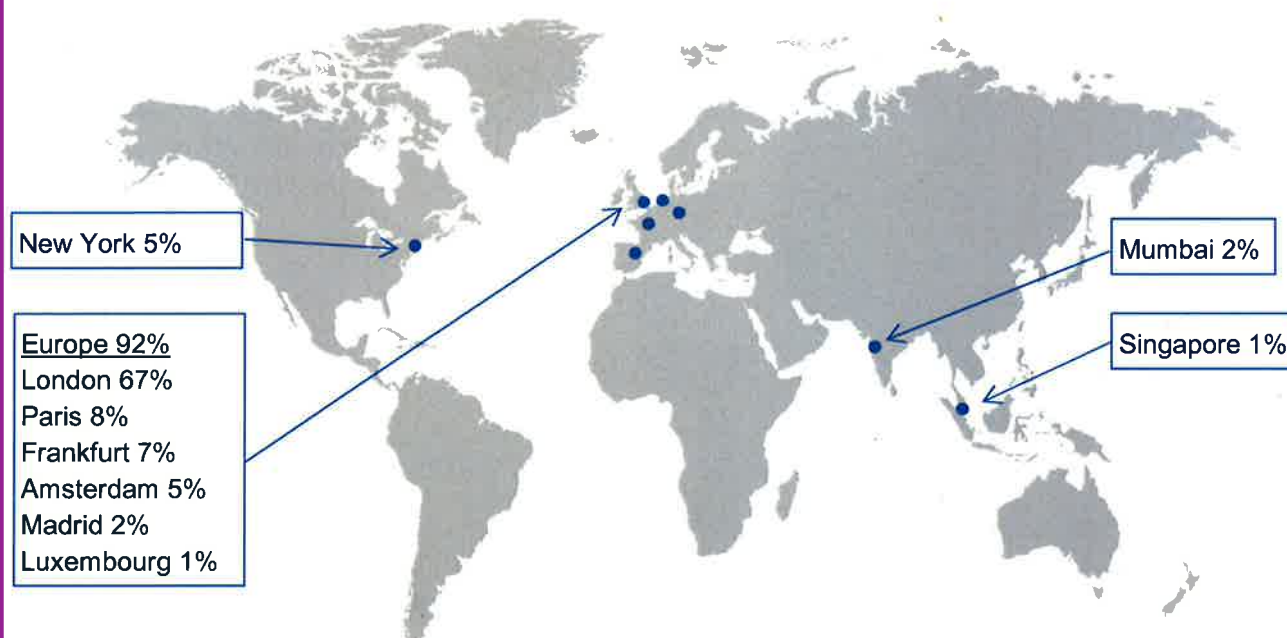 New York 5%
Europe 92%
London 67%
Paris 8%
Frankfurt 7%
Amsterdam 5%
Madrid 2%
Luxembourg 1%
Mumbai 2%
Singapore 1%